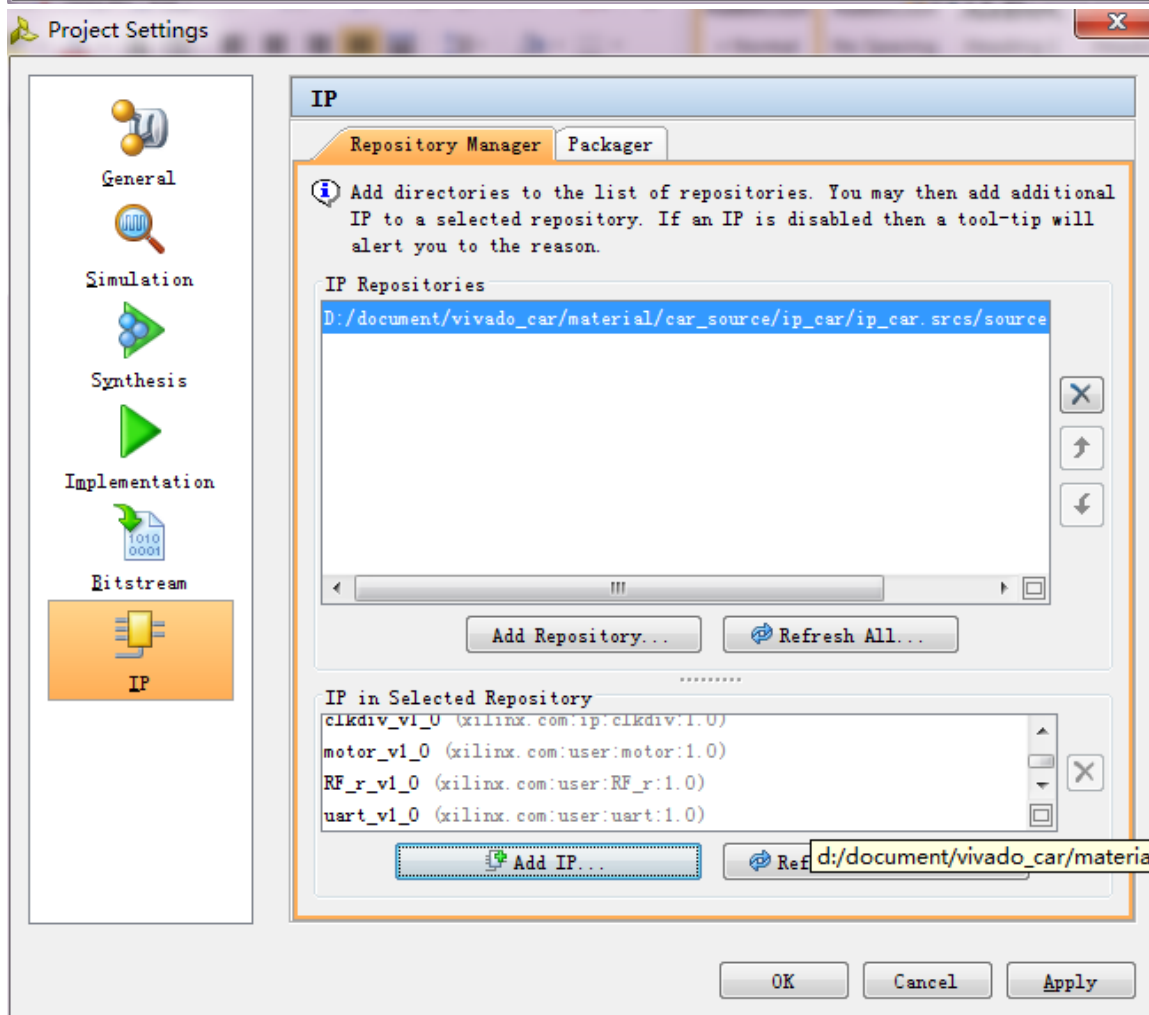 Project Settings
General
Simulation
Synthesis
Implementation
1010
0001
Bitstream
IP
IP
Repository Manager
Packager
Add directories to the list of repositories. You may then add additional
IP to a selected repository. If an IP is disabled then a tool-tip will
alert you to the reason.
IP Repositories
D:/document/vivado_car/material/car_source/ip_car/ip_car.srcs/source
Add Repository...
Refresh All...
IP in Selected Repository
clkdiv_v1_0 (xilinx.com:ip:clkdiv:1.0)
motor_v1_0 (xilinx.com:user:motor:1.0)
RF_r_v1_0 (xilinx.com:user:RF_r:1.0)
uart_v1_0 (xilinx.com:user:uart:1.0)
Add IP...
Ref
d:/document/vivado_car/materia
OK
Cancel
Apply